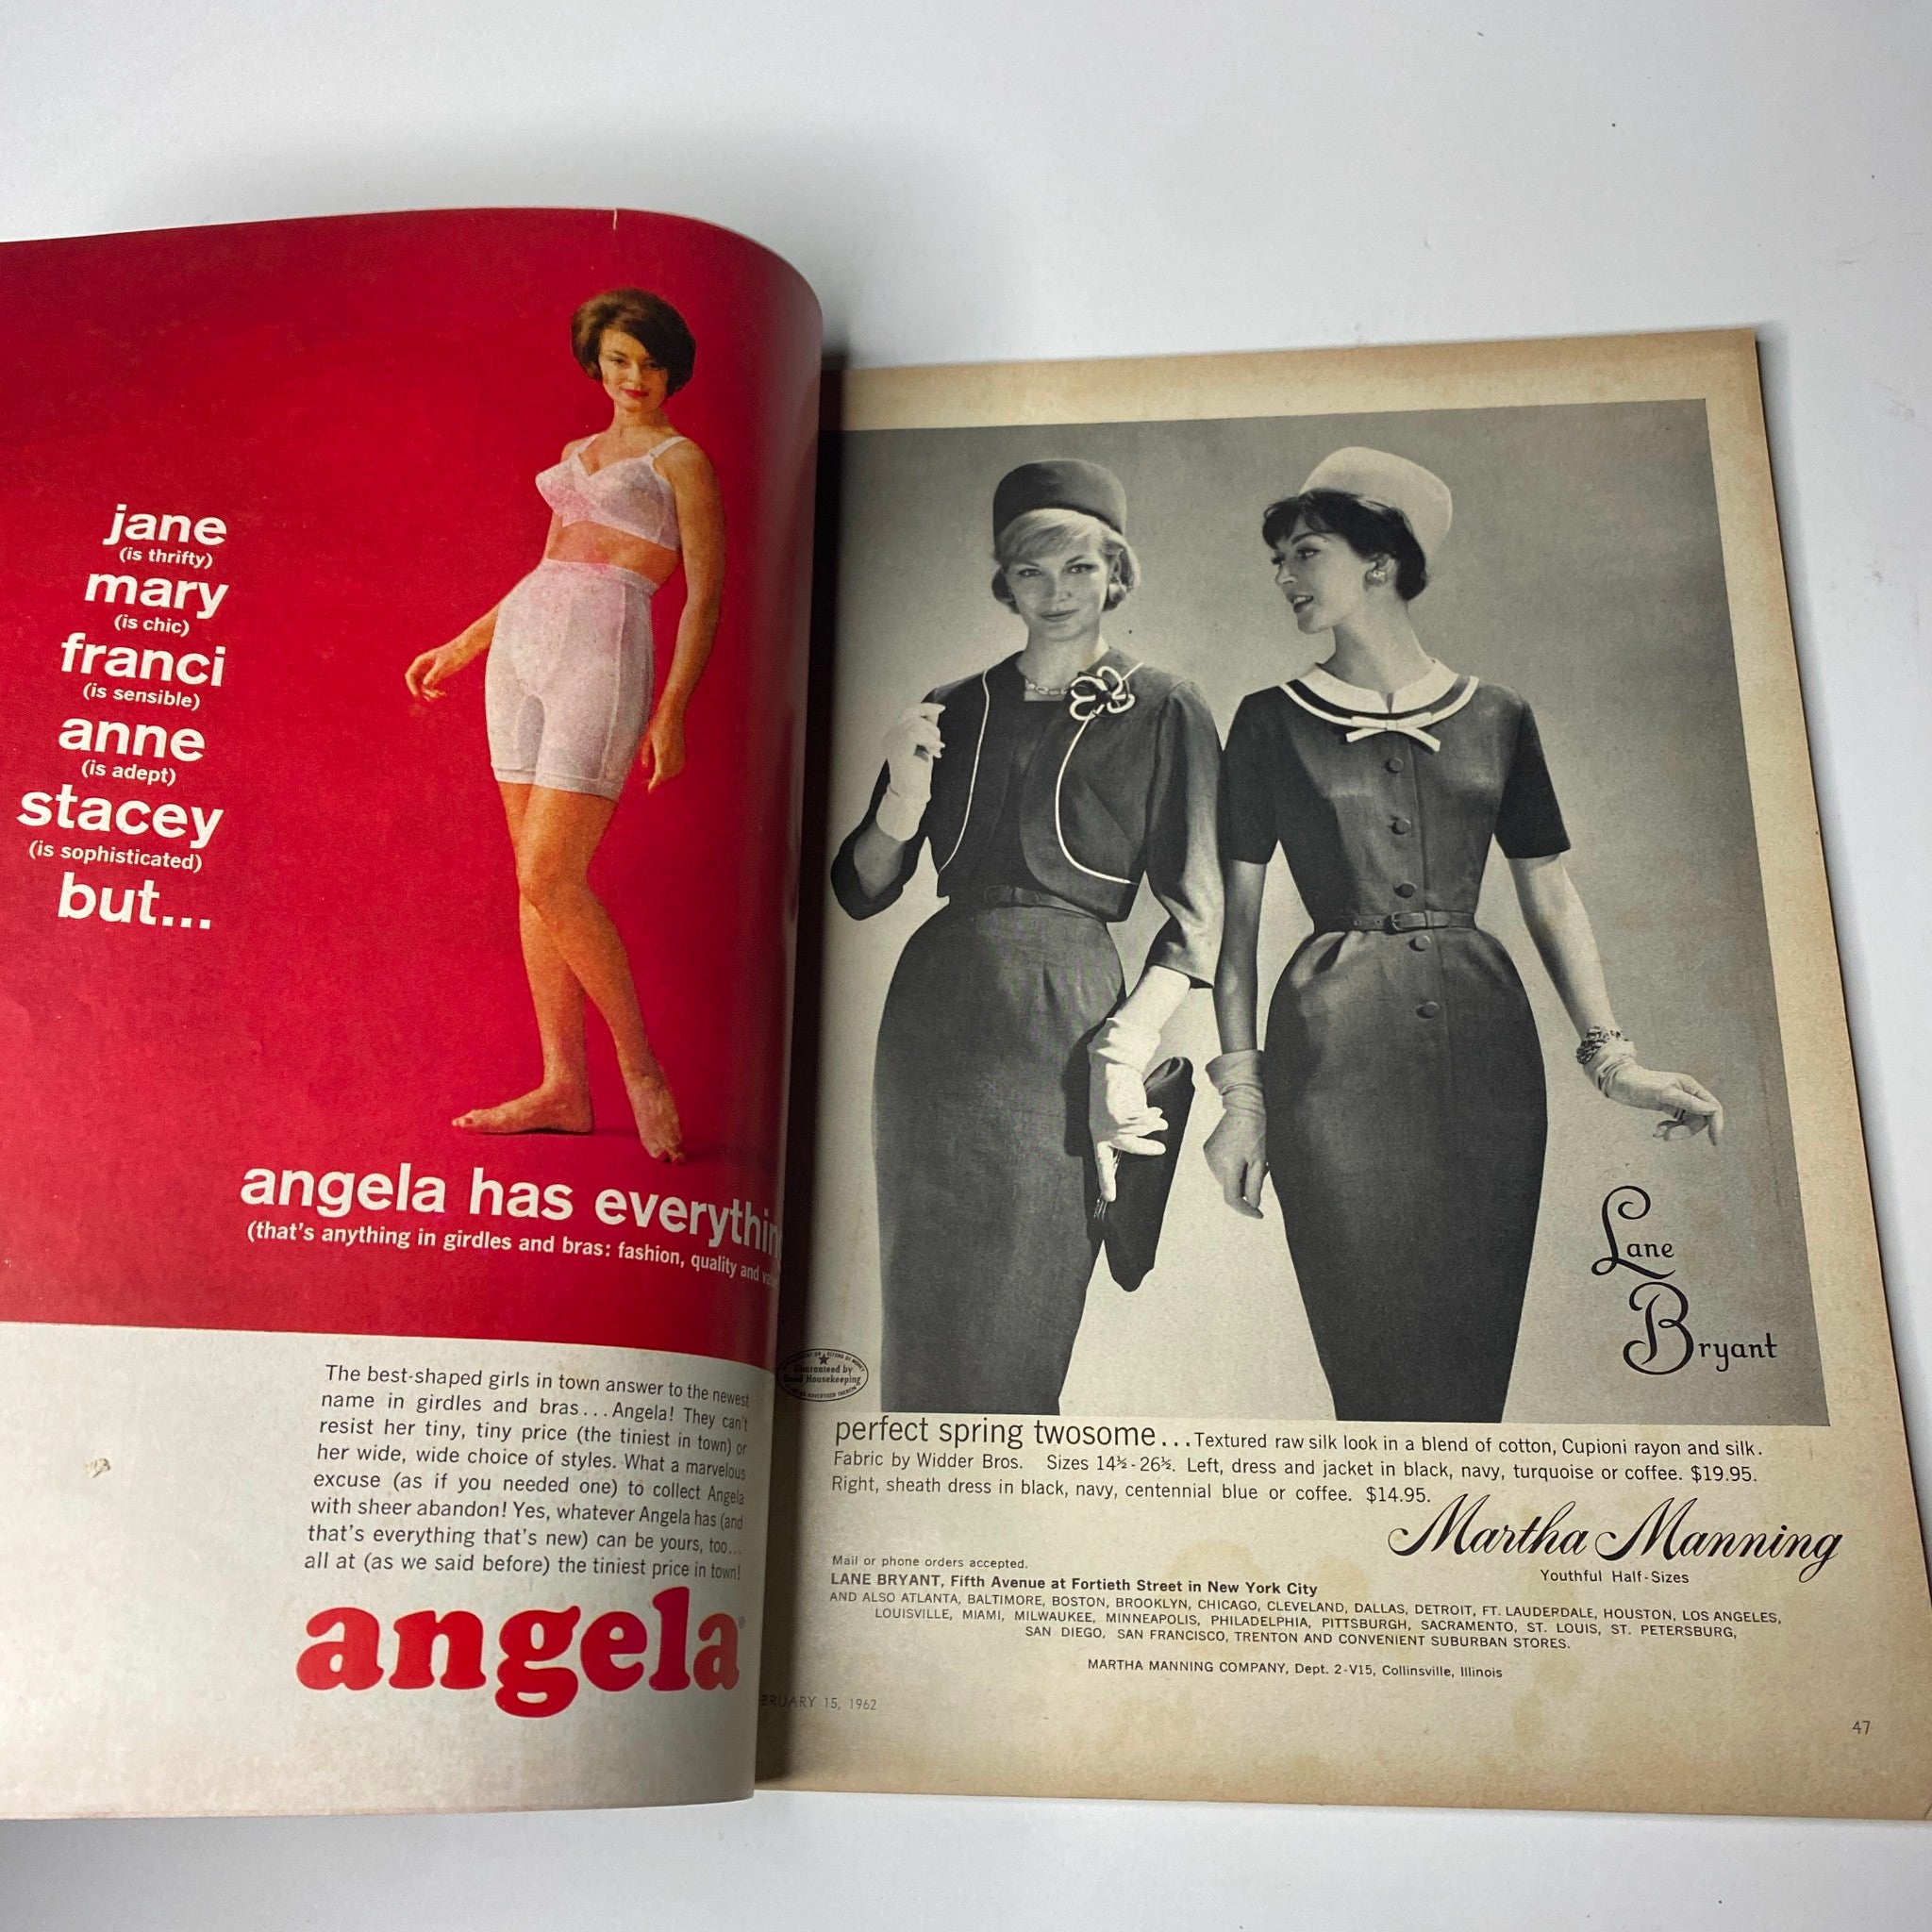 jane
(is thrifty)
mary
(is chic)
franci
(is sensible)
anne
(is adept)
stacey
(is sophisticated)
but...
angela has everythin
(that's anything in girdles and bras: fashion, quality and
The best-shaped girls in town answer to the newest
name in girdles and bras...Angela! They can't
resist her tiny, tiny price (the tiniest in town) or
her wide, wide choice of styles. What a marvelous
excuse (as if you needed one) to collect Angela
with sheer abandon! Yes, whatever Angela has (and
that's everything that's new) can be yours, too...
all at (as we said before) the tiniest price in town!
angela®
Lane
Bryant
Guaranteed by
Good Housekeeping
perfect spring twosome...Textured raw silk look in a blend of cotton, Cupioni rayon and silk.
Fabric by Widder Bros. Sizes 14½-26½. Left, dress and jacket in black, navy, turquoise or coffee. $19.95.
Right, sheath dress in black, navy, centennial blue or coffee. $14.95.
Martha Manning
Youthful Half-Sizes
Mail or phone orders accepted.
LANE BRYANT, Fifth Avenue at Fortieth Street in New York City
AND ALSO ATLANTA, BALTIMORE, BOSTON, BROOKLYN, CHICAGO, CLEVELAND, DALLAS, DETROIT, FT. LAUDERDALE, HOUSTON, LOS ANGELES,
LOUISVILLE, MIAMI, MILWAUKEE, MINNEAPOLIS, PHILADELPHIA, PITTSBURGH, SACRAMENTO, ST. LOUIS, ST. PETERSBURG,
SAN DIEGO, SAN FRANCISCO, TRENTON AND CONVENIENT SUBURBAN STORES.
MARTHA MANNING COMPANY, Dept. 2-V15, Collinsville, Illinois
BRUARY 15, 1962
47